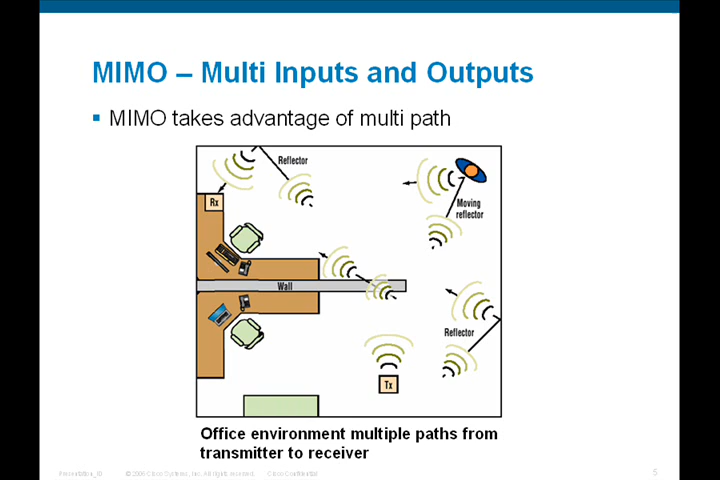 MIMO – Multi Inputs and Outputs
MIMO takes advantage of multi path
Reflector
Rx
Moving
reflector
Wall
Reflector
Tx
Office environment multiple paths from
transmitter to receiver
Presentation_ID © 2006 Cisco Systems, Inc. All rights reserved. Cisco Confidential 5